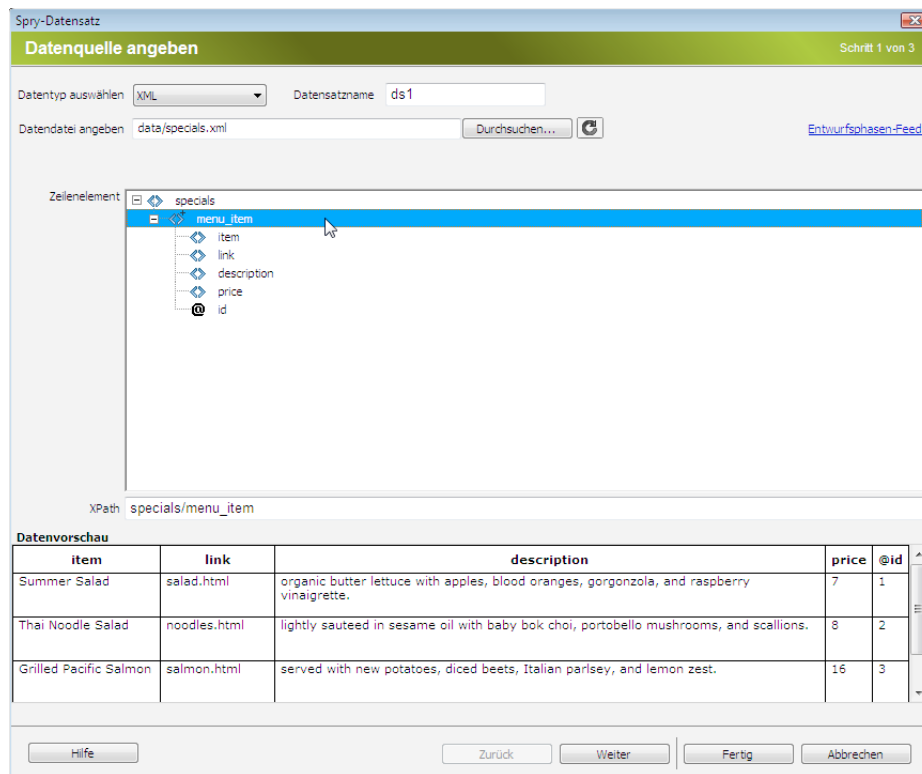 Spry-Datensatz
Datenquelle angeben
Schritt 1 von 3
Datentyp auswählen XML Datensatzname ds1
Datendatei angeben data/specials.xml Durchsuchen... Entwurfsphasen-Feed
Zeilenelement
specials
menu_item
item
link
description
price
@ id
XPath specials/menu_item
Datenvorschau
item link description price @id
Summer Salad salad.html organic butter lettuce with apples, blood oranges, gorgonzola, and raspberry
vinaigrette. 7 1
Thai Noodle Salad noodles.html lightly sauteed in sesame oil with baby bok choi, portobello mushrooms, and scallions. 8 2
Grilled Pacific Salmon salmon.html served with new potatoes, diced beets, Italian parlsey, and lemon zest. 16 3
Hilfe Zurück Weiter Fertig Abbrechen